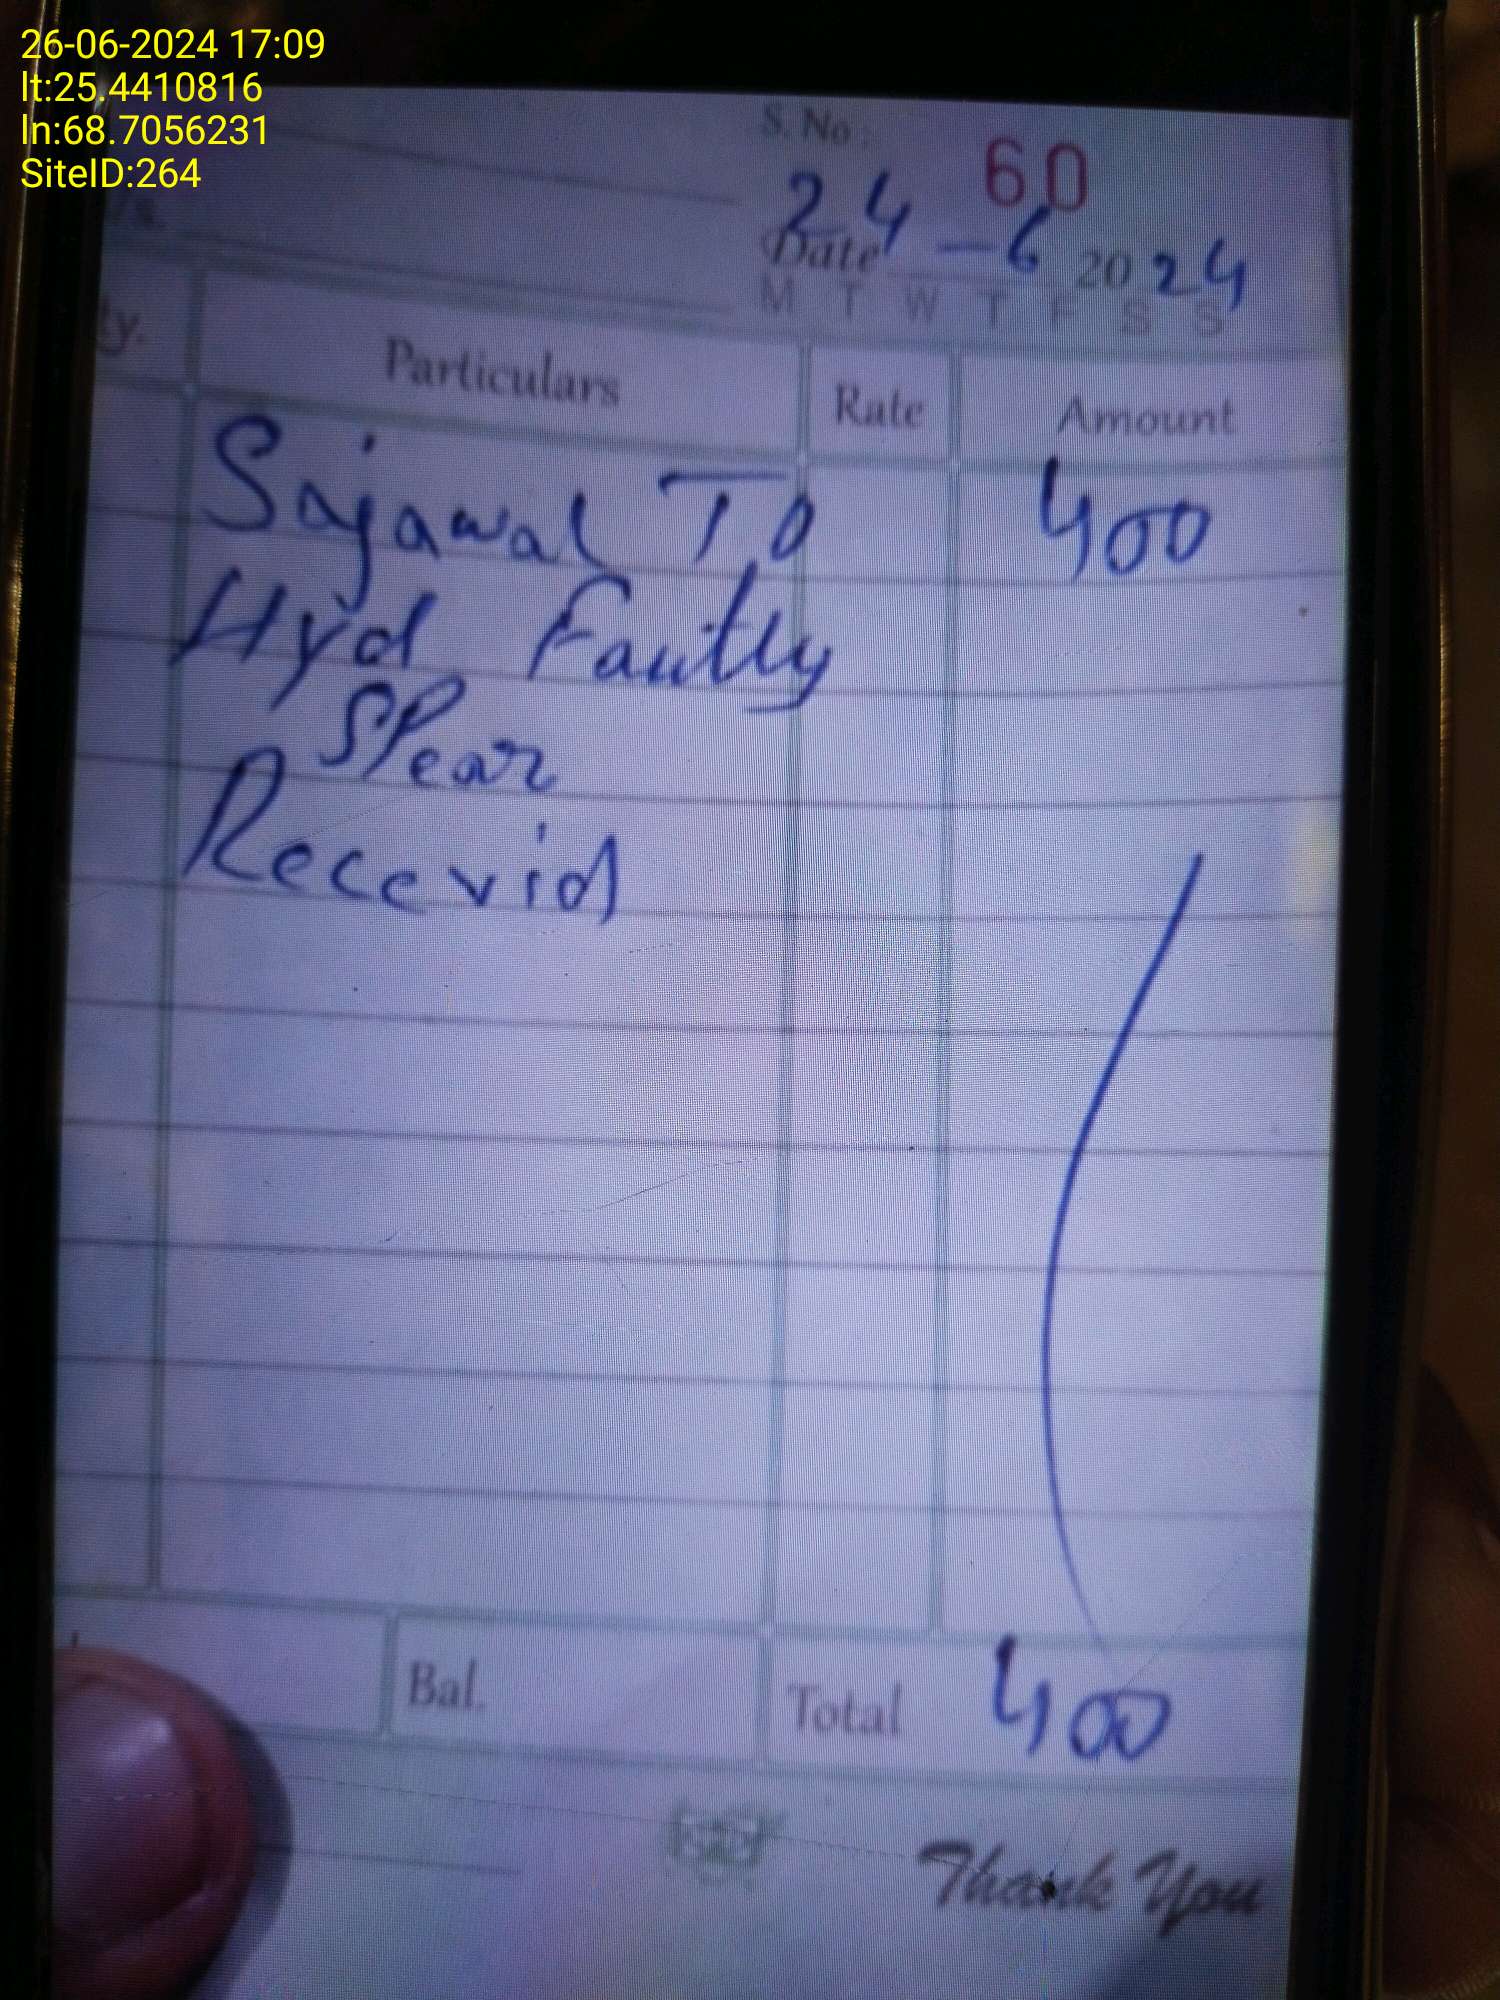 26-06-2024 17:09
lt:25.4410816
ln:68.7056231
SiteID:264
S.No 60
Date 24-6 2024
M T W T F S S
Particulars Rate Amount
Sajawal To 400
Hyd Faulty
Spear
Recevid
Bal. Total 400
Thank You